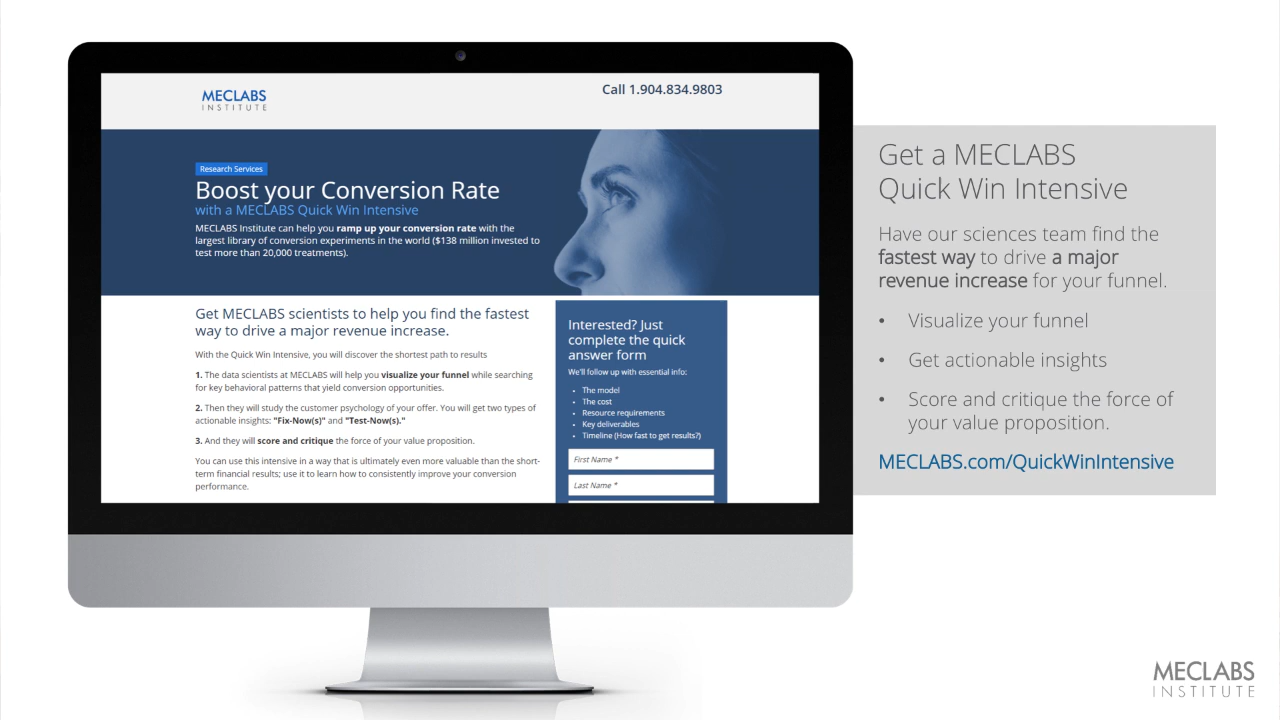 MECLABS
INSTITUTE
Call 1.904.834.9803
Research Services
Boost your Conversion Rate
with a MECLABS Quick Win Intensive
MECLABS Institute can help you ramp up your conversion rate with the
largest library of conversion experiments in the world ($138 million invested to
test more than 20,000 treatments).
Get MECLABS scientists to help you find the fastest
way to drive a major revenue increase.
With the Quick Win Intensive, you will discover the shortest path to results
1. The data scientists at MECLABS will help you visualize your funnel while searching
for key behavioral patterns that yield conversion opportunities.
2. Then they will study the customer psychology of your offer. You will get two types of
actionable insights: "Fix-Now(s)" and "Test-Now(s)."
3. And they will score and critique the force of your value proposition.
You can use this intensive in a way that is ultimately even more valuable than the short-
term financial results; use it to learn how to consistently improve your conversion
performance.
Interested? Just
complete the quick
answer form
We'll follow up with essential info:
• The model
• The cost
• Resource requirements
• Key deliverables
• Timeline (How fast to get results?)
First Name *
Last Name *
Get a MECLABS
Quick Win Intensive
Have our sciences team find the
fastest way to drive a major
revenue increase for your funnel.
• Visualize your funnel
• Get actionable insights
• Score and critique the force of
your value proposition.
MECLABS.com/QuickWinIntensive
MECLABS
INSTITUTE